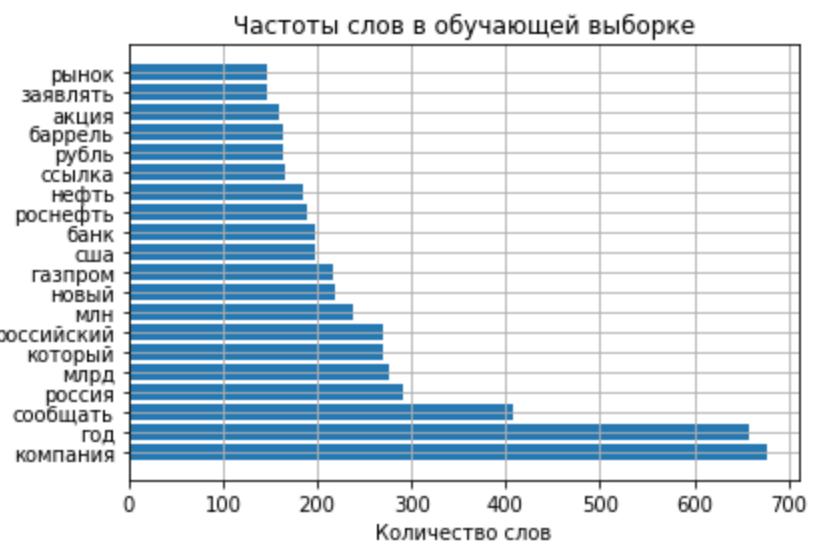 Частоты слов в обучающей выборке
рынок
заявлять
акция
баррель
рубль
ссылка
нефть
роснефть
банк
сша
газпром
новый
млн
российский
который
млрд
россия
сообщать
год
компания
0 100 200 300 400 500 600 700
Количество слов